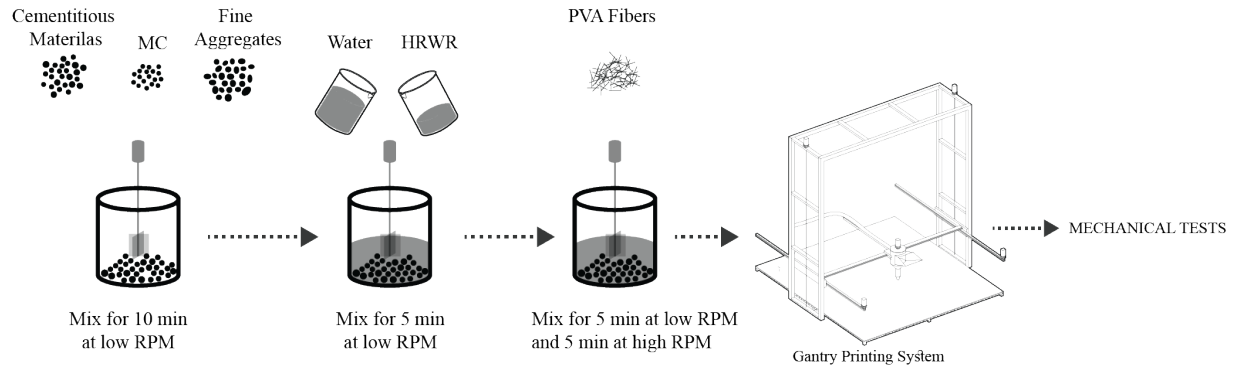 Cementitious
Materilas
MC
Fine
Aggregates
Water
HRWR
PVA Fibers
Mix for 10 min
at low RPM
Mix for 5 min
at low RPM
Mix for 5 min at low RPM
and 5 min at high RPM
Gantry Printing System
MECHANICAL TESTS